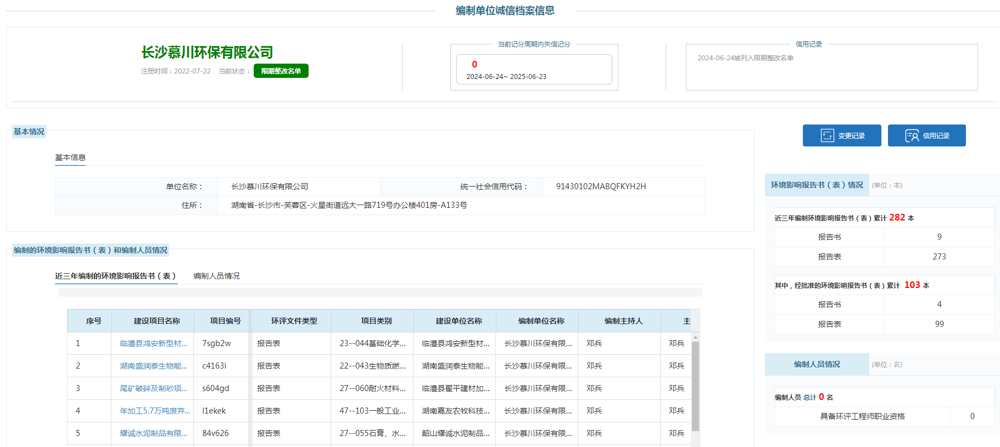 编制单位诚信档案信息
长沙慕川环保有限公司
注册时间：2022-07-22 当前状态： 限期整改名单
当前记分周期内失信记分
0
2024-06-24~ 2025-06-23
信用记录
2024-06-24被列入限期整改名单
基本情况
变更记录 信用记录
基本信息
单位名称： 长沙慕川环保有限公司 统一社会信用代码： 91430102MABQFKYH2H
住所： 湖南省-长沙市-芙蓉区-火星街道远大一路719号办公楼401房-A133号
编制的环境影响报告书（表）和编制人员情况
近三年编制的环境影响报告书（表） 编制人员情况
序号 建设项目名称 项目编号 环评文件类型 项目类别 建设单位名称 编制单位名称 编制主持人 主
1 临澧县鸿安新型材... 7sgb2w 报告表 23--044基础化学... 临澧县鸿安新型材... 长沙慕川环保有限... 邓兵 邓兵
2 湖南盛润泰生物能... c4163i 报告表 22--043生物质燃... 湖南盛润泰生物能... 长沙慕川环保有限... 邓兵 邓兵
3 尾矿破碎及制砂项... s604gd 报告表 27--060耐火材料... 临澧县翟平建材加... 长沙慕川环保有限... 邓兵 邓兵
4 年加工5.7万吨废弃... l1ekek 报告表 47--103一般工业... 湖南嘉友农牧科技... 长沙慕川环保有限... 邓兵 邓兵
5 耀诚水泥制品有限... 84v626 报告表 27--055石膏、水... 韶山耀诚水泥制品... 长沙慕川环保有限... 邓兵 邓兵
环境影响报告书（表）情况 (单位：本)
近三年编制环境影响报告书（表）累计 282 本
报告书 9
报告表 273
其中，经批准的环境影响报告书（表）累计 103 本
报告书 4
报告表 99
编制人员情况 (单位：名)
编制人员 总计 0 名
具备环评工程师职业资格 0